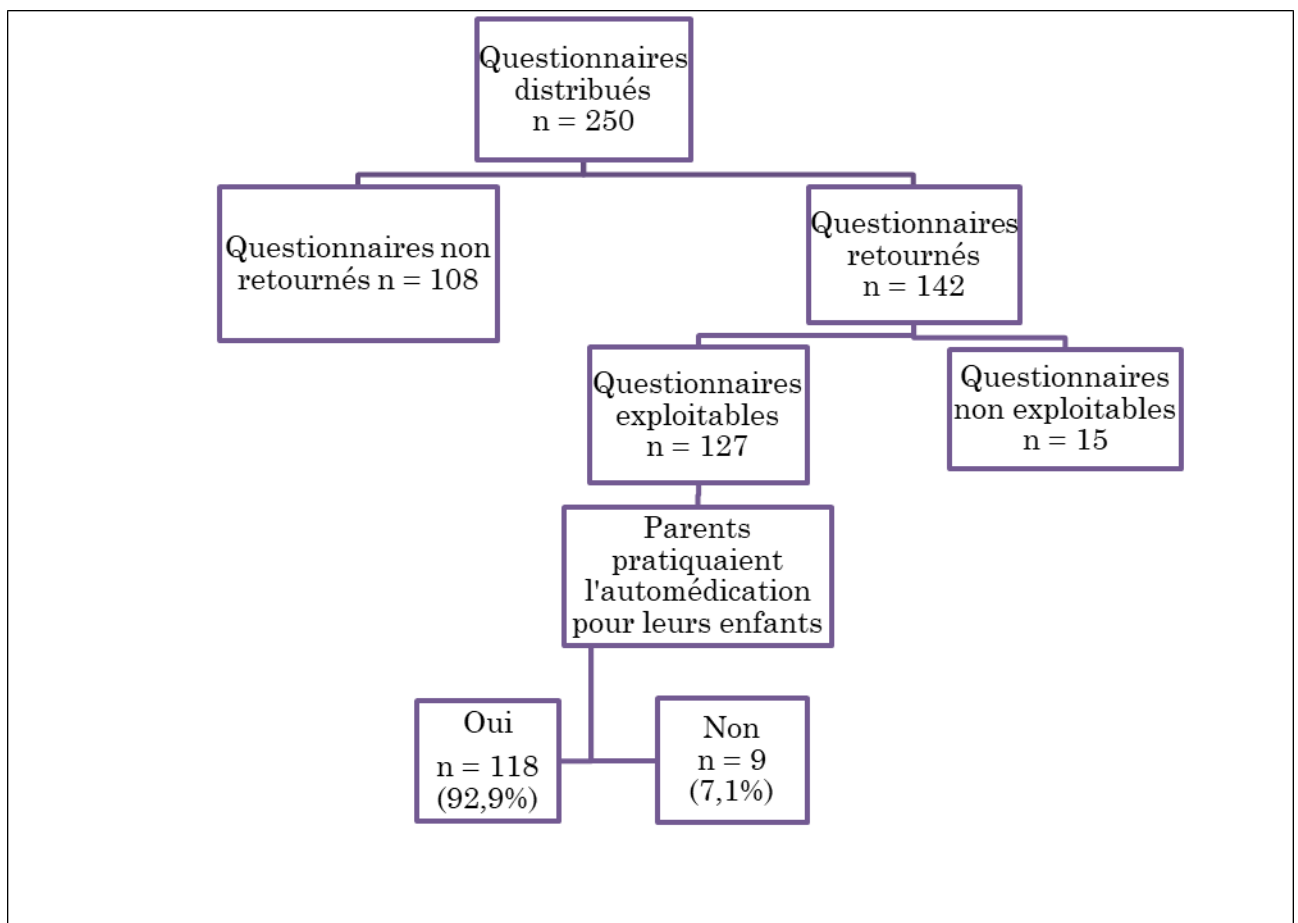 Questionnaires
distribués
n = 250
Questionnaires non
retournés n = 108
Questionnaires
retournés
n = 142
Questionnaires
exploitables
n = 127
Questionnaires
non exploitables
n = 15
Parents
pratiquaient
l'automédication
pour leurs enfants
Oui
n = 118
(92,9%)
Non
n = 9
(7,1%)